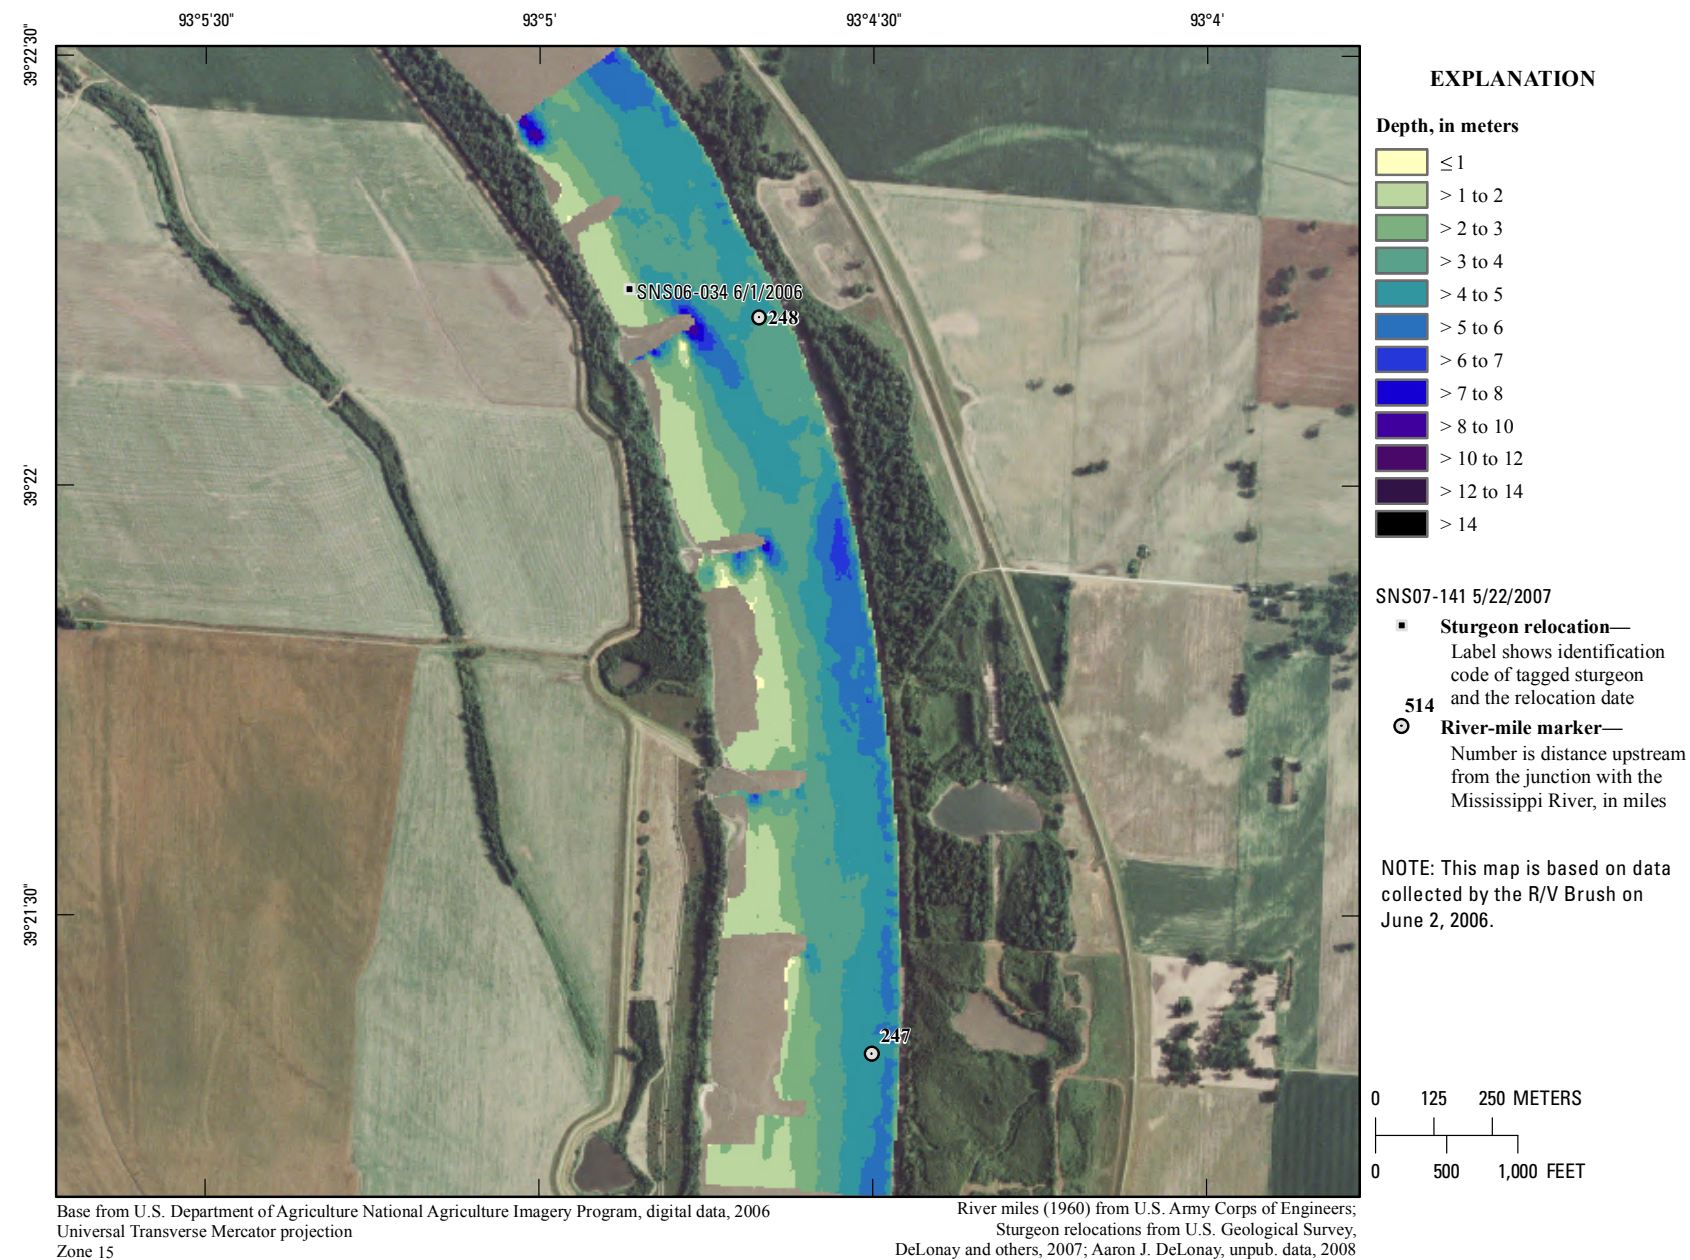 93°5'30"
93°5'
93°4'30"
93°4'
39°22'30"
39°22'
39°21'30"
SNS06-034 6/1/2006
248
247
EXPLANATION
Depth, in meters
≤ 1
> 1 to 2
> 2 to 3
> 3 to 4
> 4 to 5
> 5 to 6
> 6 to 7
> 7 to 8
> 8 to 10
> 10 to 12
> 12 to 14
> 14
SNS07-141 5/22/2007
Sturgeon relocation—
Label shows identification
code of tagged sturgeon
and the relocation date
514
River-mile marker—
Number is distance upstream
from the junction with the
Mississippi River, in miles
NOTE: This map is based on data
collected by the R/V Brush on
June 2, 2006.
0 125 250 METERS
0 500 1,000 FEET
Base from U.S. Department of Agriculture National Agriculture Imagery Program, digital data, 2006
Universal Transverse Mercator projection
Zone 15
River miles (1960) from U.S. Army Corps of Engineers;
Sturgeon relocations from U.S. Geological Survey,
DeLonay and others, 2007; Aaron J. DeLonay, unpub. data, 2008